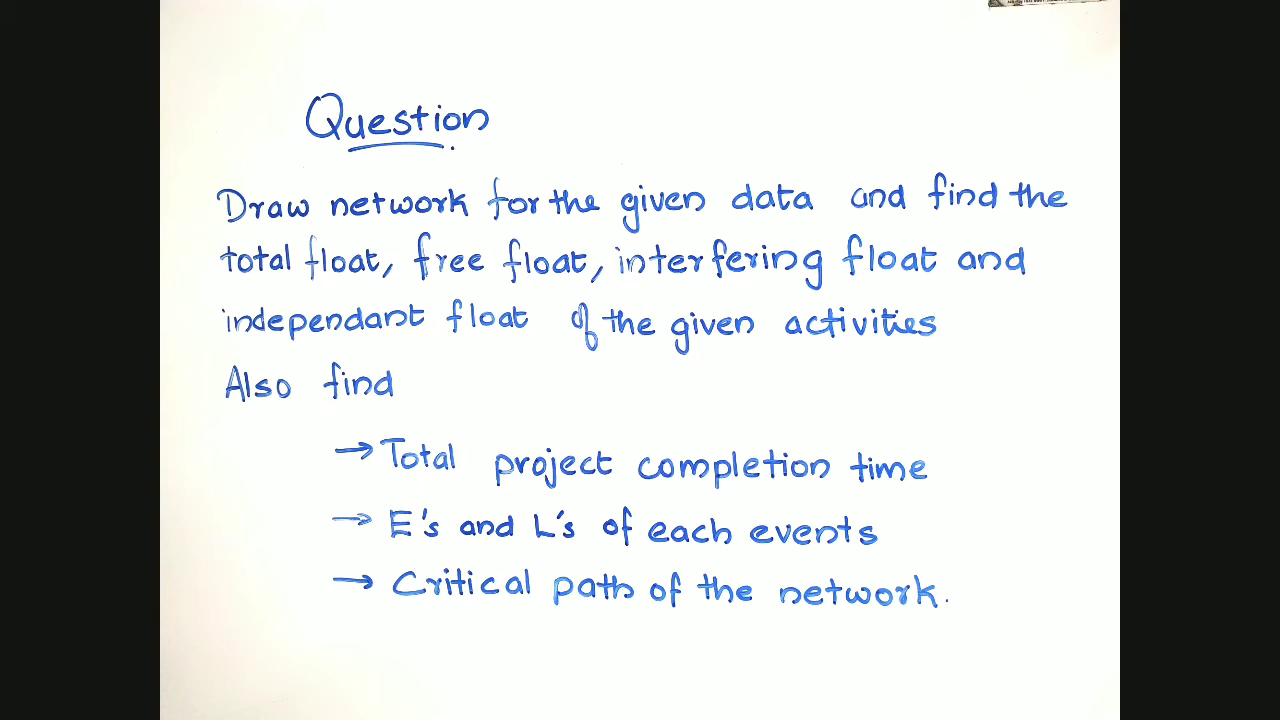 Question
Draw network for the given data and find the
total float, free float, interfering float and
independant float of the given activities
Also find
→ Total project completion time
→ E's and L's of each events
→ Critical path of the network.